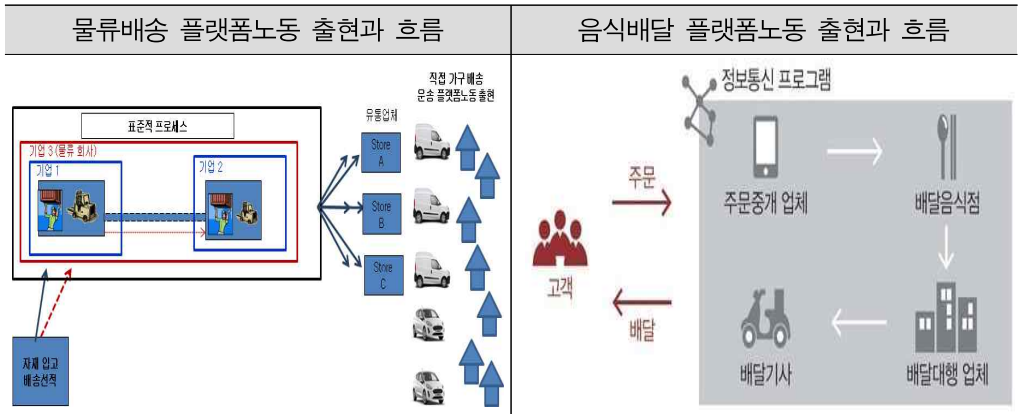 물류배송 플랫폼노동 출현과 흐름
직접 가구 배송
운송 플랫폼노동 출현
유통업체
표준적 프로세스
기업 3 (물류 회사)
기업 1
기업 2
Store
A
Store
B
Store
C
자재 입고
배송선적
음식배달 플랫폼노동 출현과 흐름
정보통신 프로그램
주문
주문중개 업체
배달음식점
고객
배달
배달기사
배달대행 업체